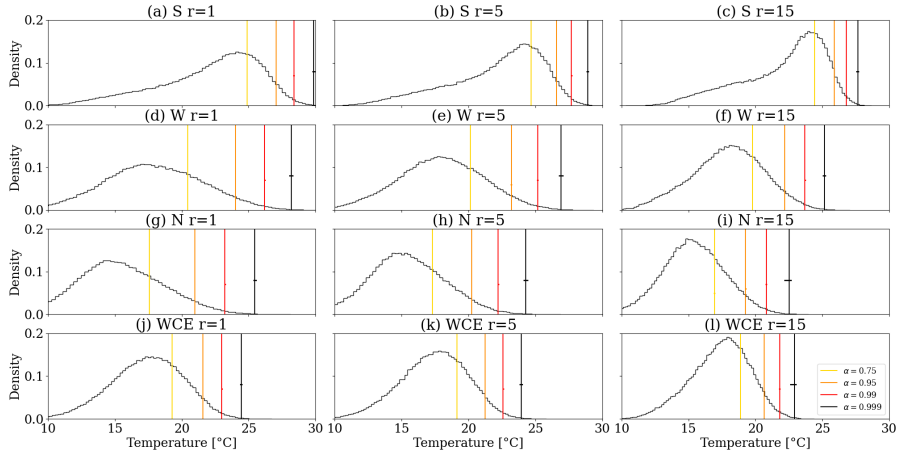 (a) S r=1 (b) S r=5 (c) S r=15
0.2
0.1
0.0
Density
(d) W r=1 (e) W r=5 (f) W r=15
0.2
0.1
0.0
Density
(g) N r=1 (h) N r=5 (i) N r=15
0.2
0.1
0.0
Density
(j) WCE r=1 (k) WCE r=5 (l) WCE r=15
0.2
0.1
0.0
Density
α = 0.75
α = 0.95
α = 0.99
α = 0.999
10 15 20 25 30 15 20 25 30 15 20 25 30
Temperature [°C] Temperature [°C] Temperature [°C]